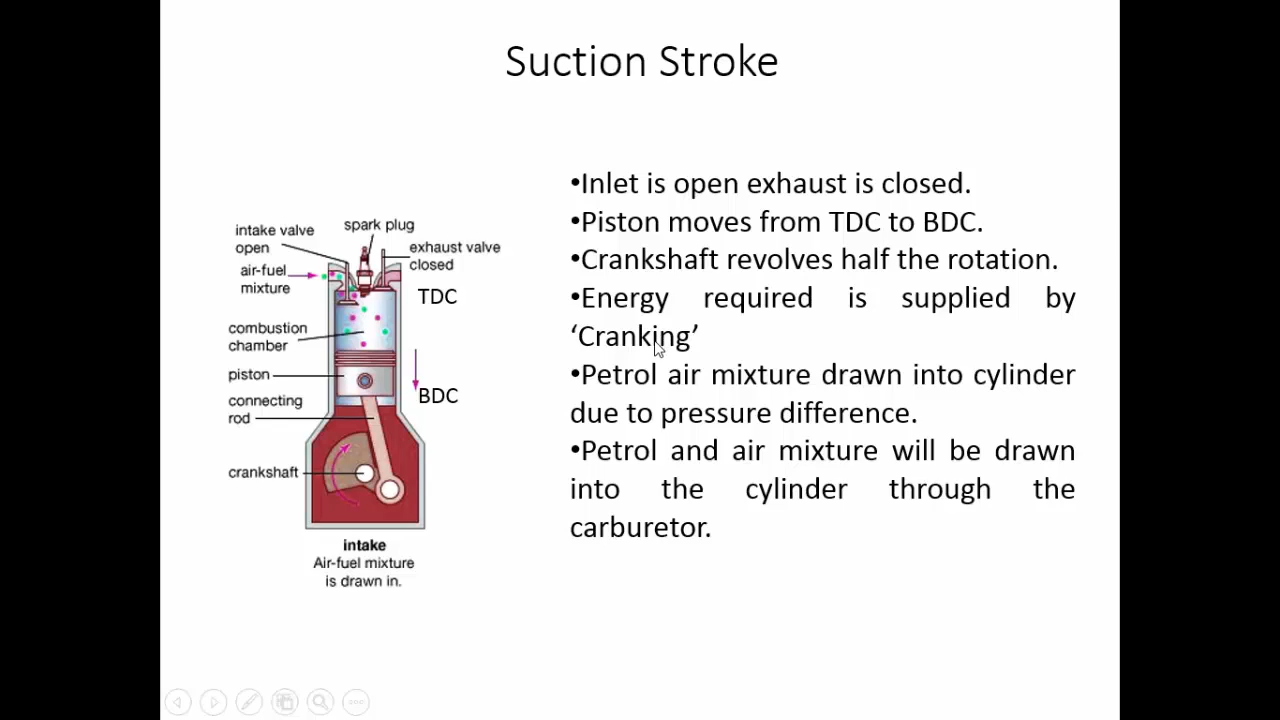 Suction Stroke
•Inlet is open exhaust is closed.
•Piston moves from TDC to BDC.
•Crankshaft revolves half the rotation.
•Energy required is supplied by
‘Cranking’
•Petrol air mixture drawn into cylinder
due to pressure difference.
•Petrol and air mixture will be drawn
into the cylinder through the
carburetor.
intake valve
open
spark plug
exhaust valve
closed
air-fuel
mixture
TDC
combustion
chamber
piston
BDC
connecting
rod
crankshaft
intake
Air-fuel mixture
is drawn in.